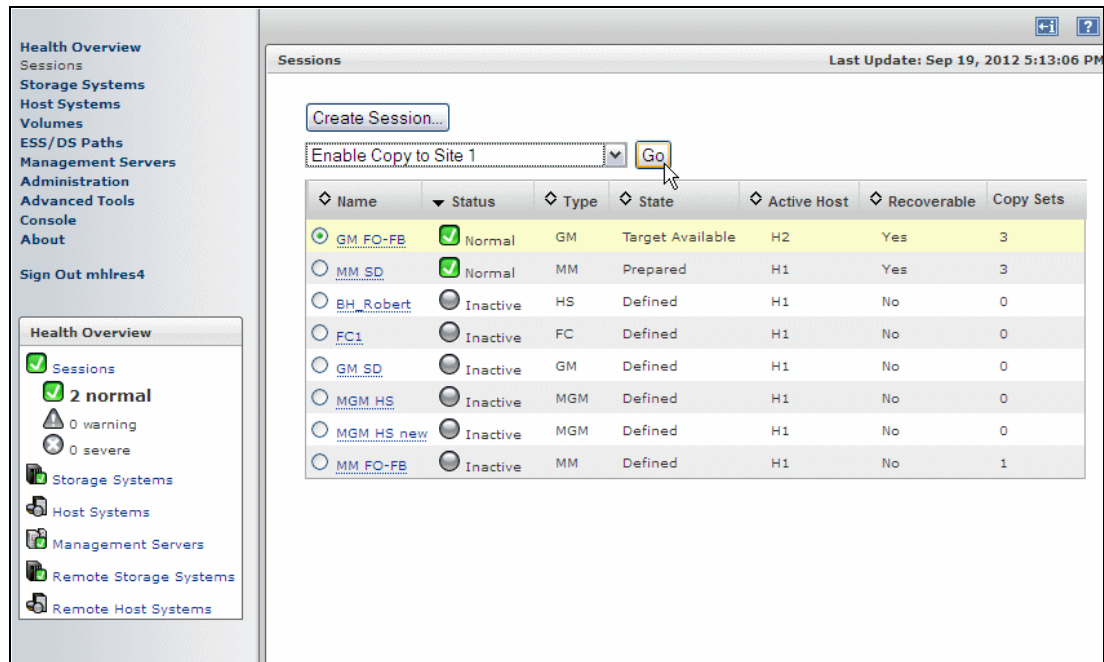 Health Overview
Sessions
Storage Systems
Host Systems
Volumes
ESS/DS Paths
Management Servers
Administration
Advanced Tools
Console
About
Sign Out mhlres4
Health Overview
Sessions
2 normal
0 warning
0 severe
Storage Systems
Host Systems
Management Servers
Remote Storage Systems
Remote Host Systems
?
Sessions Last Update: Sep 19, 2012 5:13:06 PM
Create Session...
Enable Copy to Site 1 Go
Name Status Type State Active Host Recoverable Copy Sets
GM FO-FB Normal GM Target Available H2 Yes 3
MM SD Normal MM Prepared H1 Yes 3
BH_Robert Inactive HS Defined H1 No 0
FC1 Inactive FC Defined H1 No 0
GM SD Inactive GM Defined H1 No 0
MGM HS Inactive MGM Defined H1 No 0
MGM HS new Inactive MGM Defined H1 No 0
MM FO-FB Inactive MM Defined H1 No 1